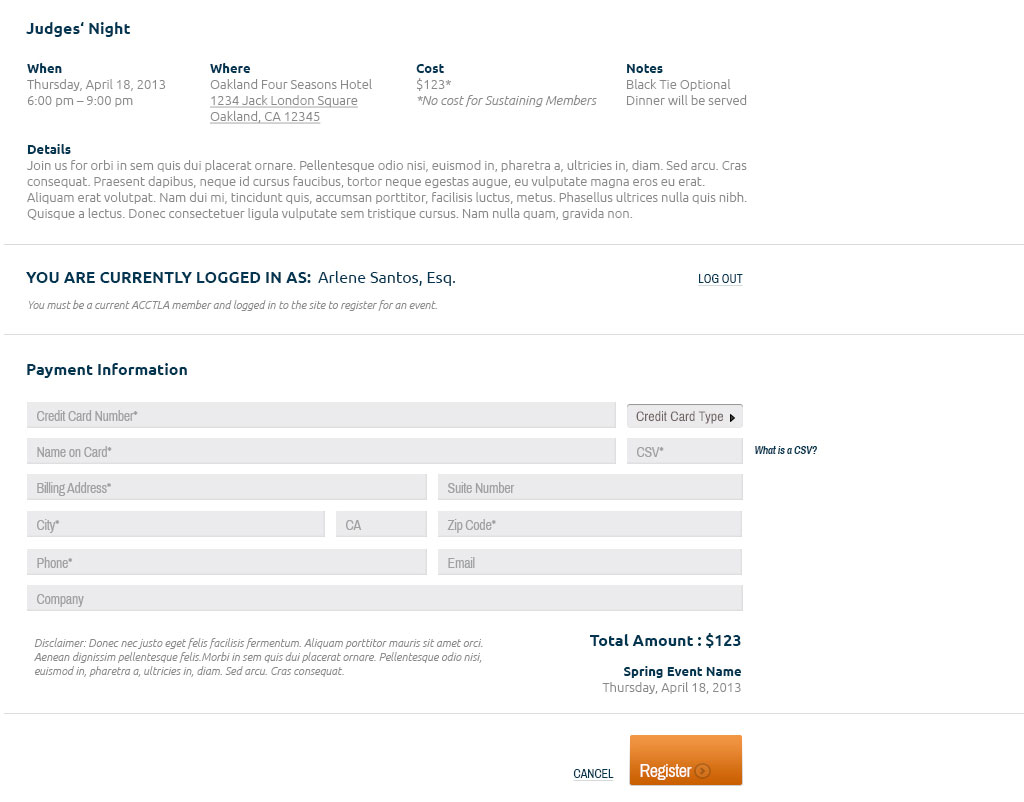 Judges‘ Night
When
Thursday, April 18, 2013
6:00 pm – 9:00 pm
Where
Oakland Four Seasons Hotel
1234 Jack London Square
Oakland, CA 12345
Cost
$123*
*No cost for Sustaining Members
Notes
Black Tie Optional
Dinner will be served
Details
Join us for orbi in sem quis dui placerat ornare. Pellentesque odio nisi, euismod in, pharetra a, ultricies in, diam. Sed arcu. Cras
consequat. Praesent dapibus, neque id cursus faucibus, tortor neque egestas augue, eu vulputate magna eros eu erat.
Aliquam erat volutpat. Nam dui mi, tincidunt quis, accumsan porttitor, facilisis luctus, metus. Phasellus ultrices nulla quis nibh.
Quisque a lectus. Donec consectetuer ligula vulputate sem tristique cursus. Nam nulla quam, gravida non.
YOU ARE CURRENTLY LOGGED IN AS: Arlene Santos, Esq.
LOG OUT
You must be a current ACCTLA member and logged in to the site to register for an event.
Payment Information
Credit Card Number*
Credit Card Type
Name on Card*
CSV*
What is a CSV?
Billing Address*
Suite Number
City*
CA
Zip Code*
Phone*
Email
Company
Disclaimer: Donec nec justo eget felis facilisis fermentum. Aliquam porttitor mauris sit amet orci.
Aenean dignissim pellentesque felis.Morbi in sem quis dui placerat ornare. Pellentesque odio nisi,
euismod in, pharetra a, ultricies in, diam. Sed arcu. Cras consequat.
Total Amount : $123
Spring Event Name
Thursday, April 18, 2013
CANCEL
Register